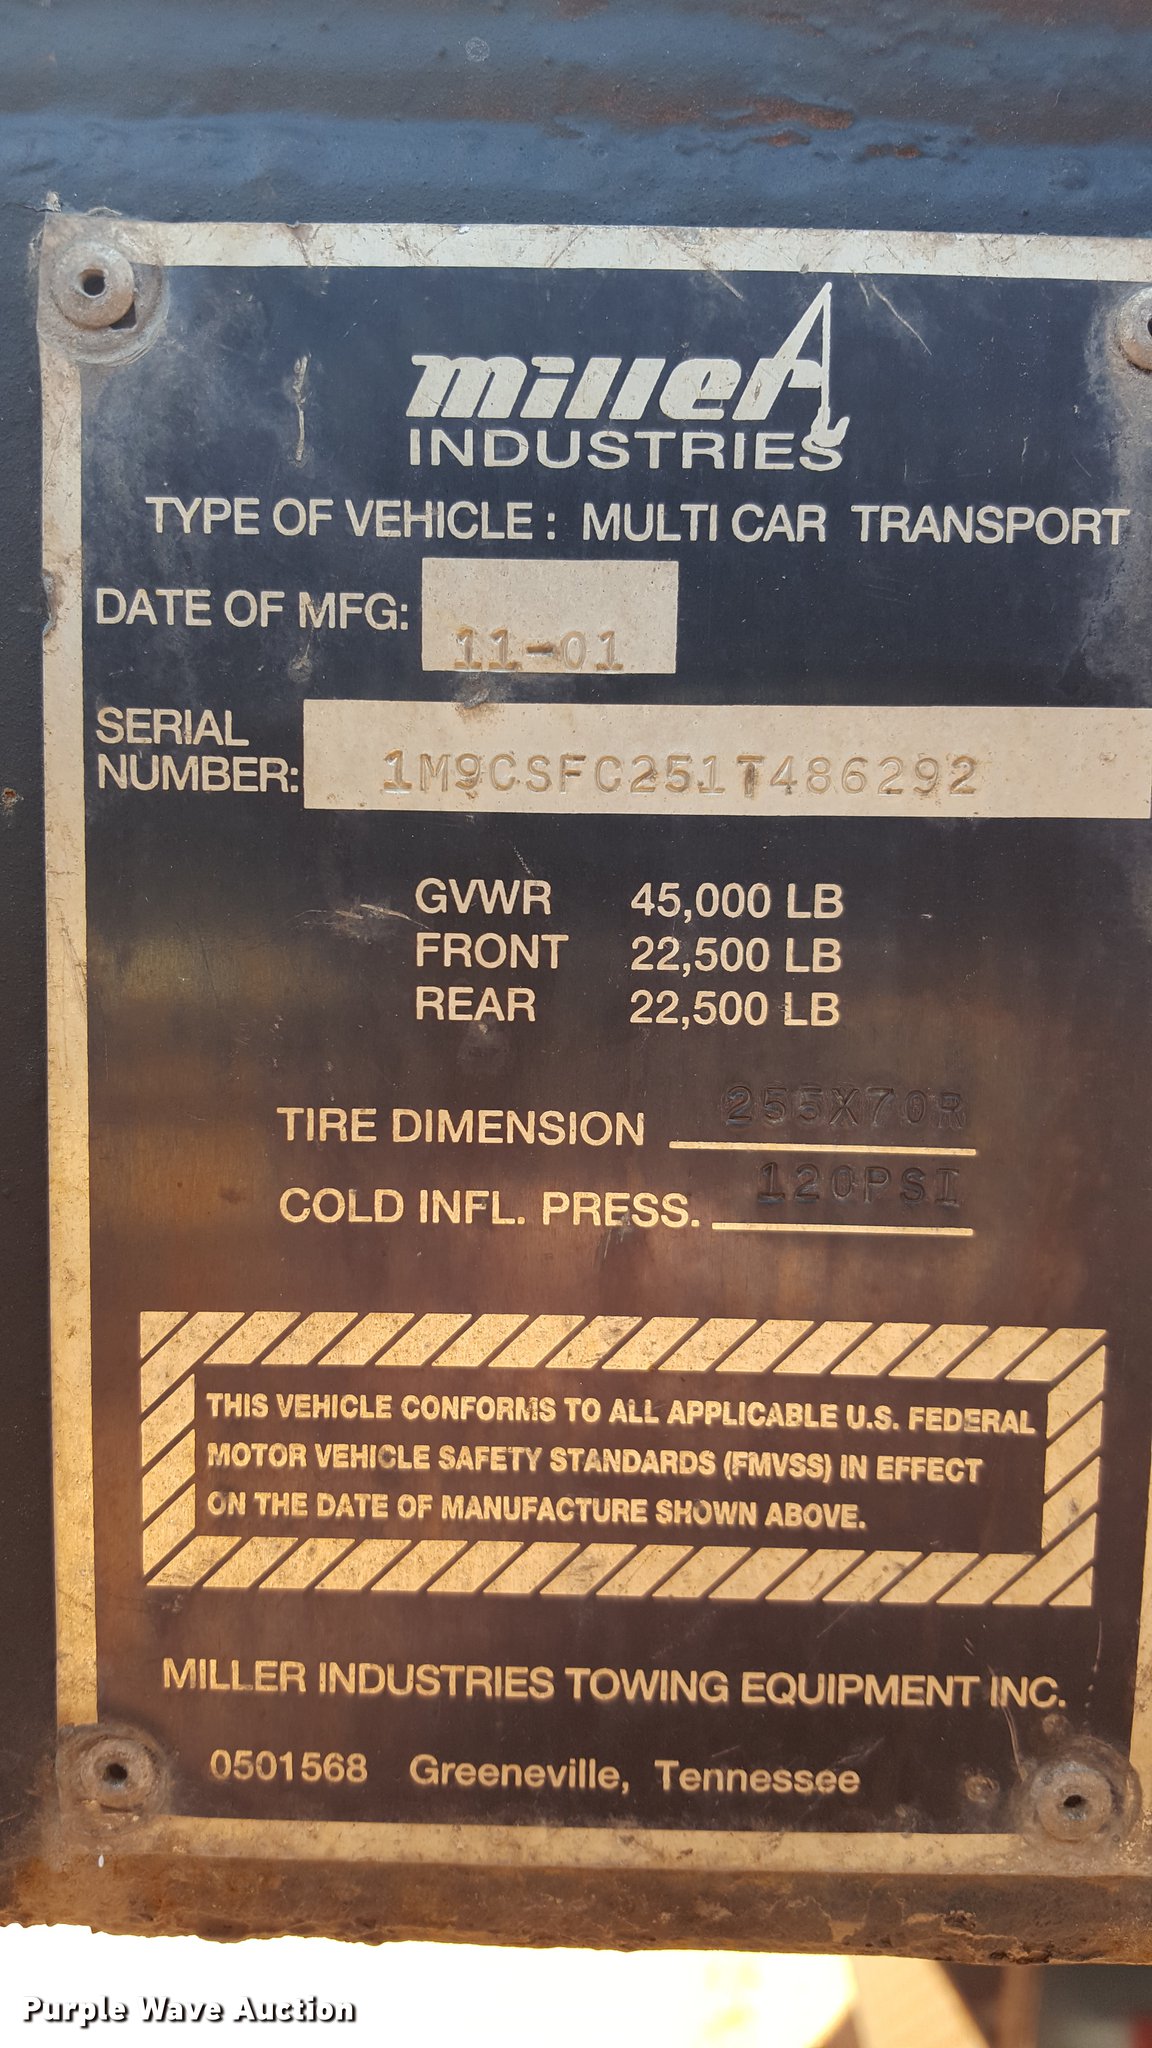 miller
INDUSTRIES
TYPE OF VEHICLE: MULTI CAR TRANSPORT
DATE OF MFG: 11-01
SERIAL
NUMBER: 1M9CSFC251T486292
GVWR 45,000 LB
FRONT 22,500 LB
REAR 22,500 LB
TIRE DIMENSION 255X70R
COLD INFL. PRESS. 120PSI
THIS VEHICLE CONFORMS TO ALL APPLICABLE U.S. FEDERAL
MOTOR VEHICLE SAFETY STANDARDS (FMVSS) IN EFFECT
ON THE DATE OF MANUFACTURE SHOWN ABOVE.
MILLER INDUSTRIES TOWING EQUIPMENT INC.
0501568 Greeneville, Tennessee
Purple Wave Auction